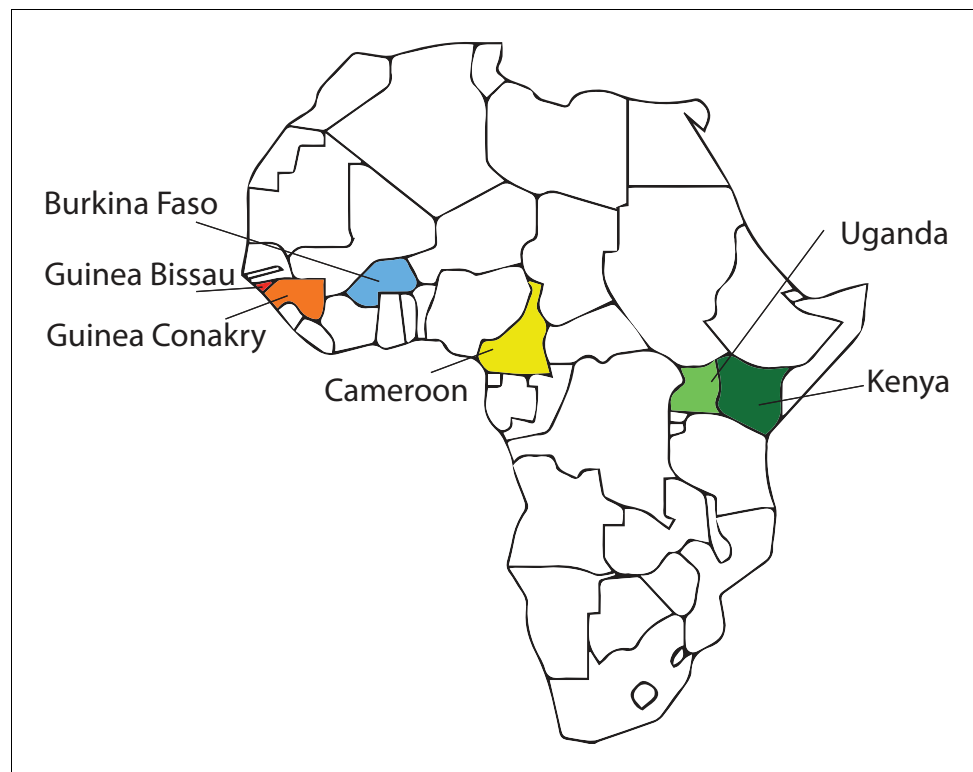 Burkina Faso
Uganda
Guinea Bissau
Guinea Conakry
Cameroon
Kenya